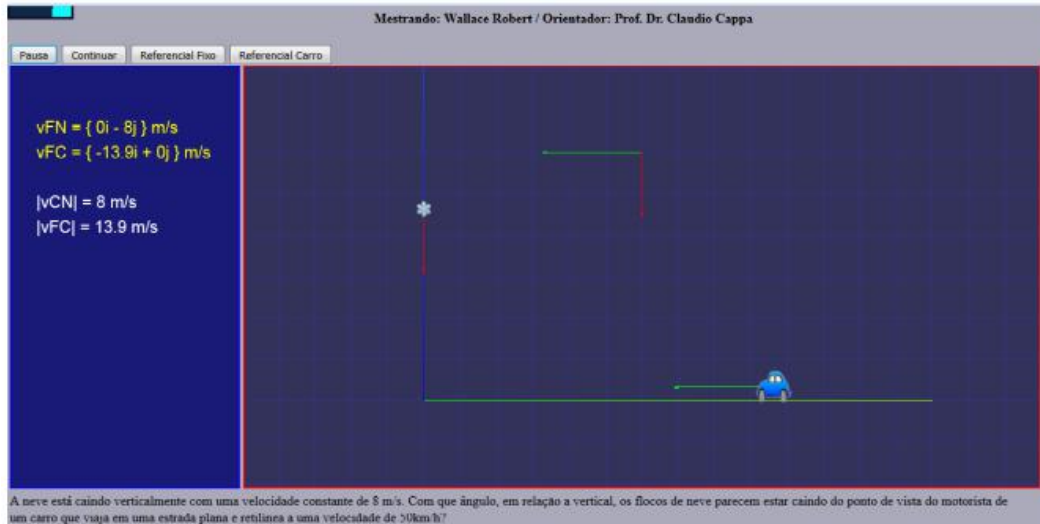 Mestrando: Wallace Robert / Orientador: Prof. Dr. Claudio Cappa
Pausa Continuar Referencial Fixo Referencial Carro
vFN = { 0i - 8j } m/s
vFC = { -13.9i + 0j } m/s
|vCN| = 8 m/s
|vFC| = 13.9 m/s
A neve está caindo verticalmente com uma velocidade constante de 8 m/s. Com que ângulo, em relação a vertical, os flocos de neve parecem estar caindo do ponto de vista do motorista de
um carro que viaja em uma estrada plana e retilínea a uma velocidade de 50km/h?